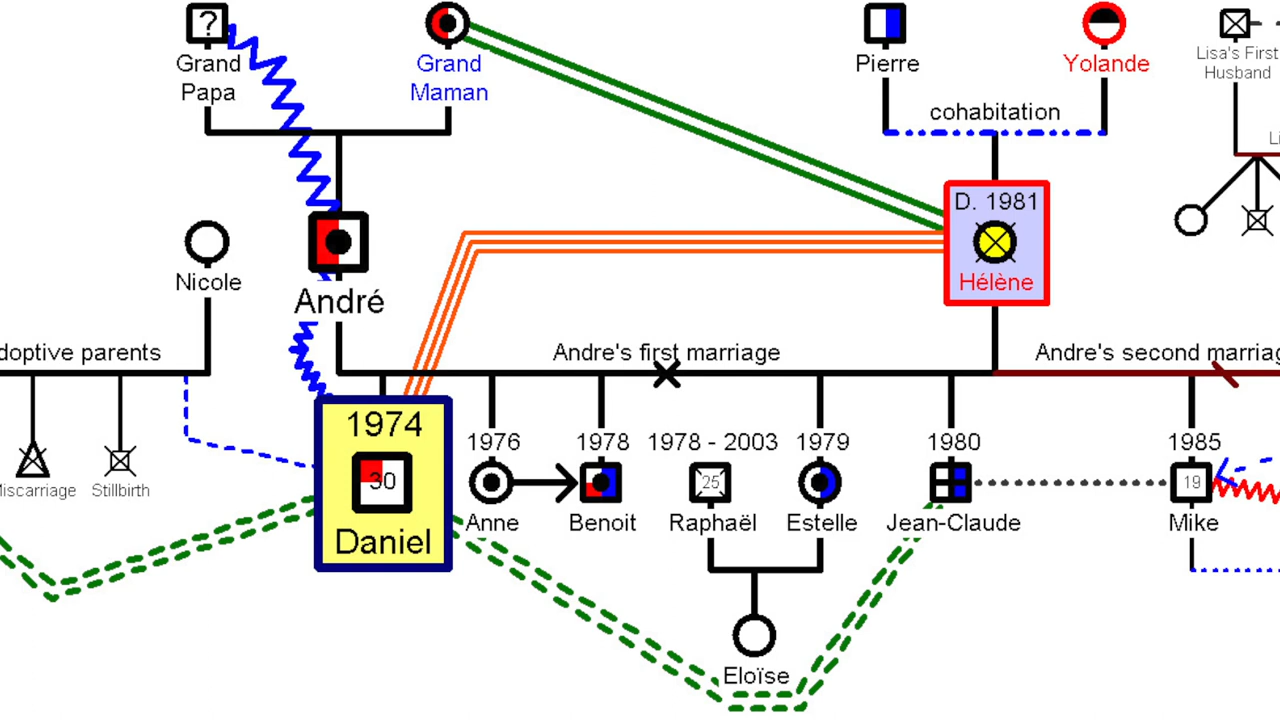 ?
Grand
Papa
Grand
Maman
Pierre
Yolande
Lisa's First
Husband
cohabitation
D. 1981
Hélène
Nicole
André
doptive parents
Andre's first marriage
Andre's second marriag
Miscarriage
Stillbirth
1974
30
Daniel
1976
Anne
1978
Benoit
1978 - 2003
25
Raphaël
1979
Estelle
1980
Jean-Claude
1985
19
Mike
Eloïse